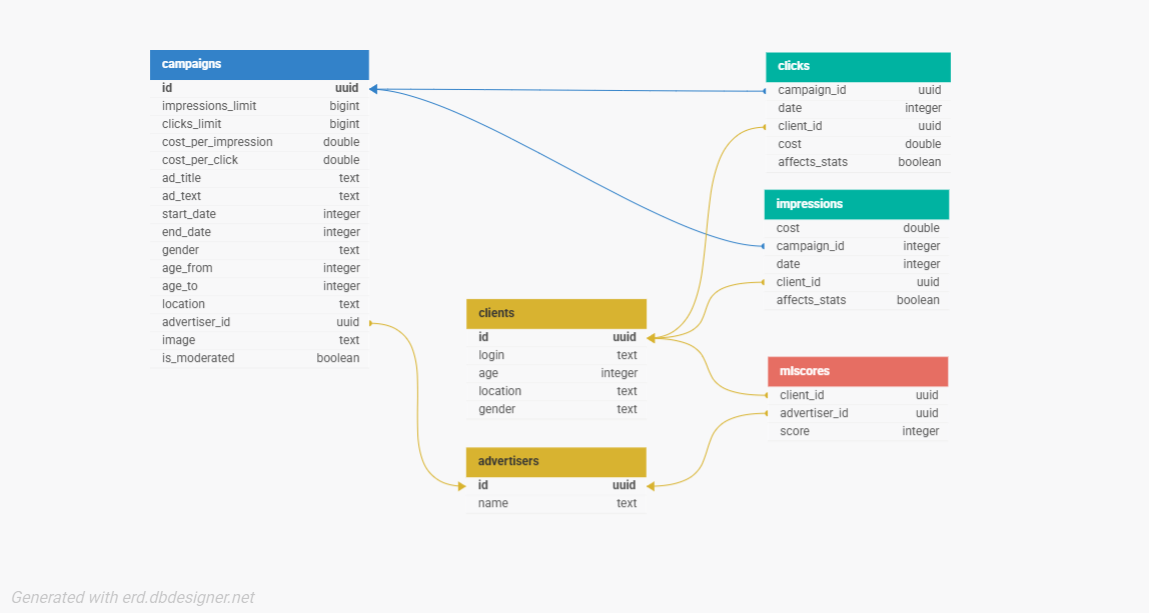 campaigns
id uuid
impressions_limit bigint
clicks_limit bigint
cost_per_impression double
cost_per_click double
ad_title text
ad_text text
start_date integer
end_date integer
gender text
age_from integer
age_to integer
location text
advertiser_id uuid
image text
is_moderated boolean
clients
id uuid
login text
age integer
location text
gender text
advertisers
id uuid
name text
clicks
campaign_id uuid
date integer
client_id uuid
cost double
affects_stats boolean
impressions
cost double
campaign_id integer
date integer
client_id uuid
affects_stats boolean
mlscores
client_id uuid
advertiser_id uuid
score integer
Generated with erd.dbdesigner.net